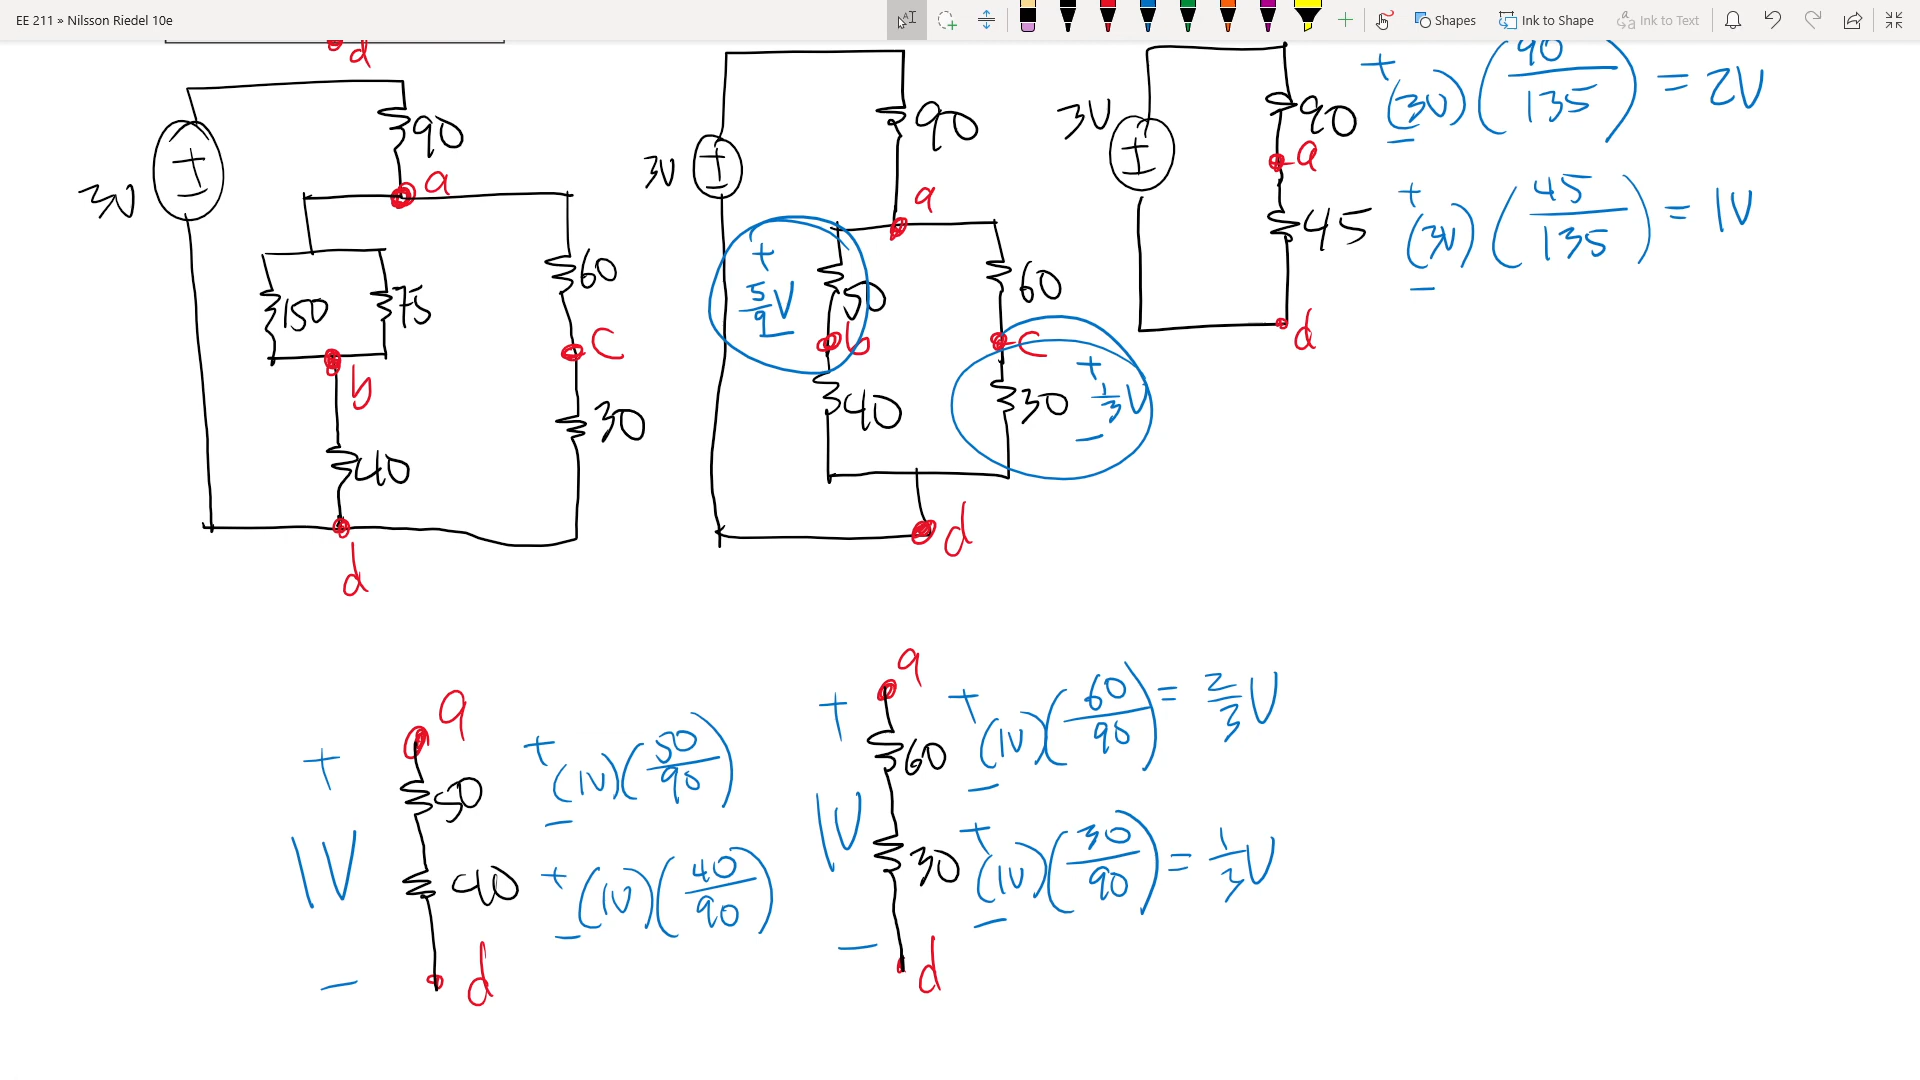 EE 211 » Nilsson Riedel 10e
Shapes
Ink to Shape
Ink to Text
d
3V
+
-
90
a
150
75
60
c
b
30
40
d
3V
+
-
90
a
+
5/9 V
-
50
60
b
c
40
30
+
1/3 V
-
d
3V
+
-
90
a
45
d
+
(3V)(90/135) = 2V
-
+
(3V)(45/135) = 1V
-
+
1V
-
a
50
40
d
+
(1V)(50/90)
-
+
(1V)(40/90)
-
+
1V
-
a
60
30
d
+
(1V)(60/90) = 2/3 V
-
+
(1V)(30/90) = 1/3 V
-